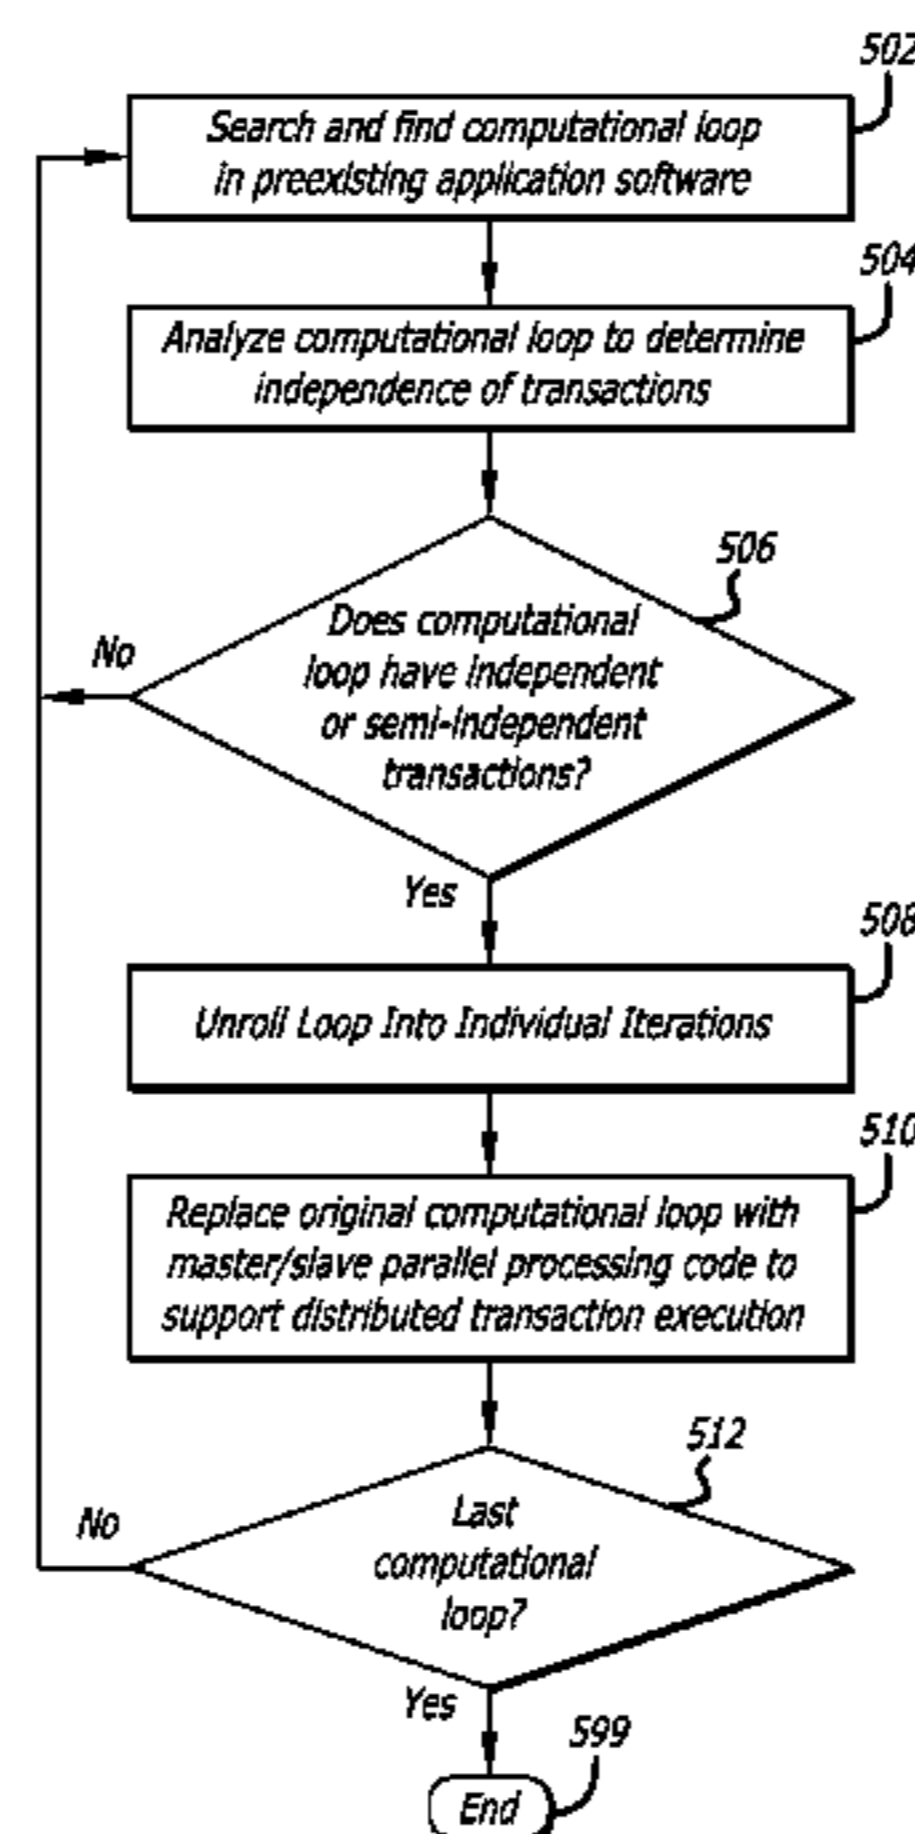 502
Search and find computational loop
in preexisting application software
504
Analyze computational loop to determine
independence of transactions
506
Does computational
loop have independent
or semi-independent
transactions?
No
Yes
508
Unroll Loop Into Individual Iterations
510
Replace original computational loop with
master/slave parallel processing code to
support distributed transaction execution
512
Last
computational
loop?
No
Yes
599
End